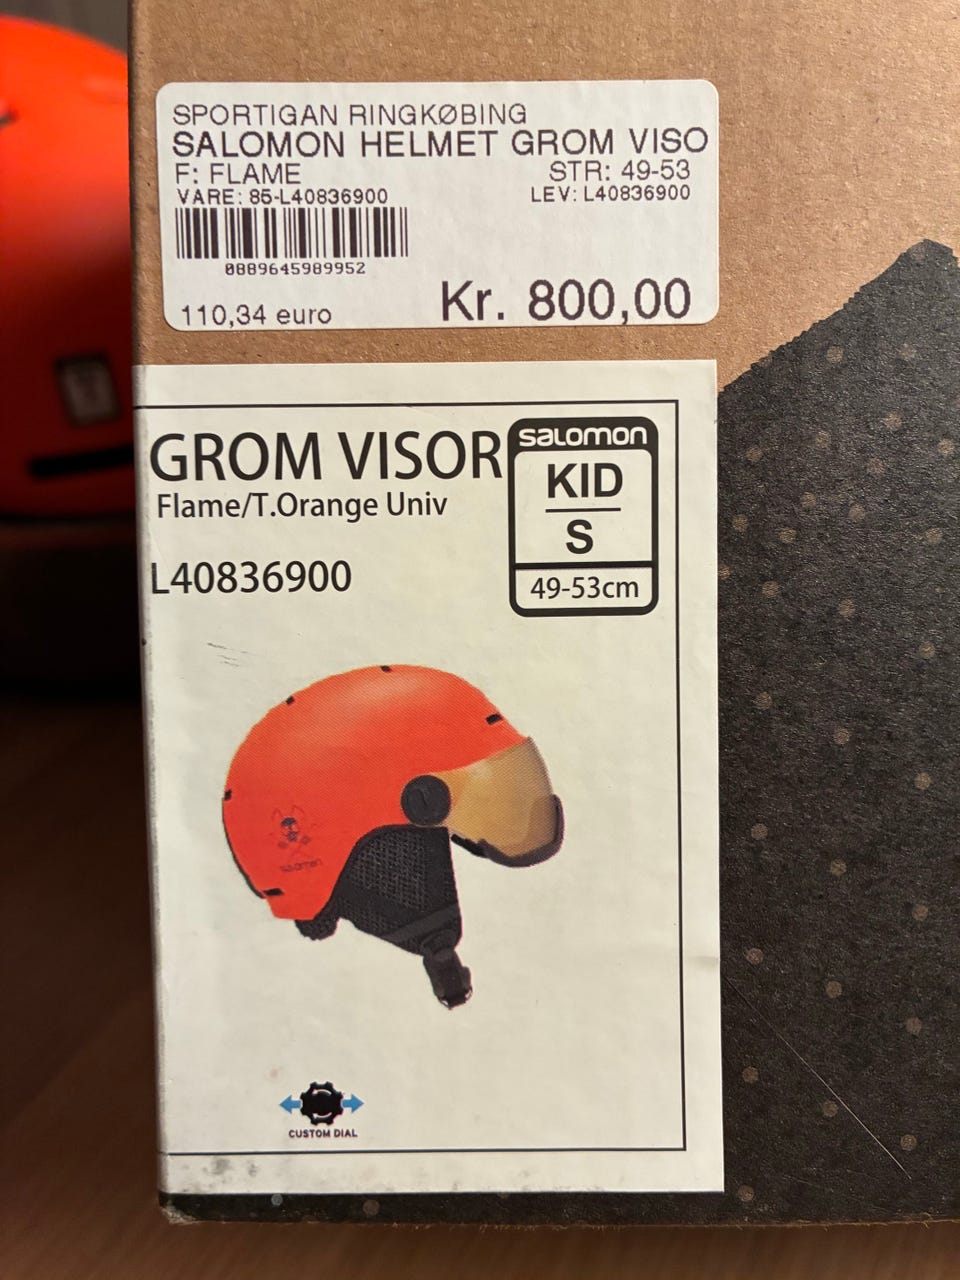 SPORTIGAN RINGKØBING
SALOMON HELMET GROM VISO
F: FLAME STR: 49-53
VARE: 85-L40836900 LEV: L40836900
0889645989952
110,34 euro Kr. 800,00
GROM VISOR
Flame/T.Orange Univ
L40836900
salomon
KID
S
49-53cm
salomon
CUSTOM DIAL